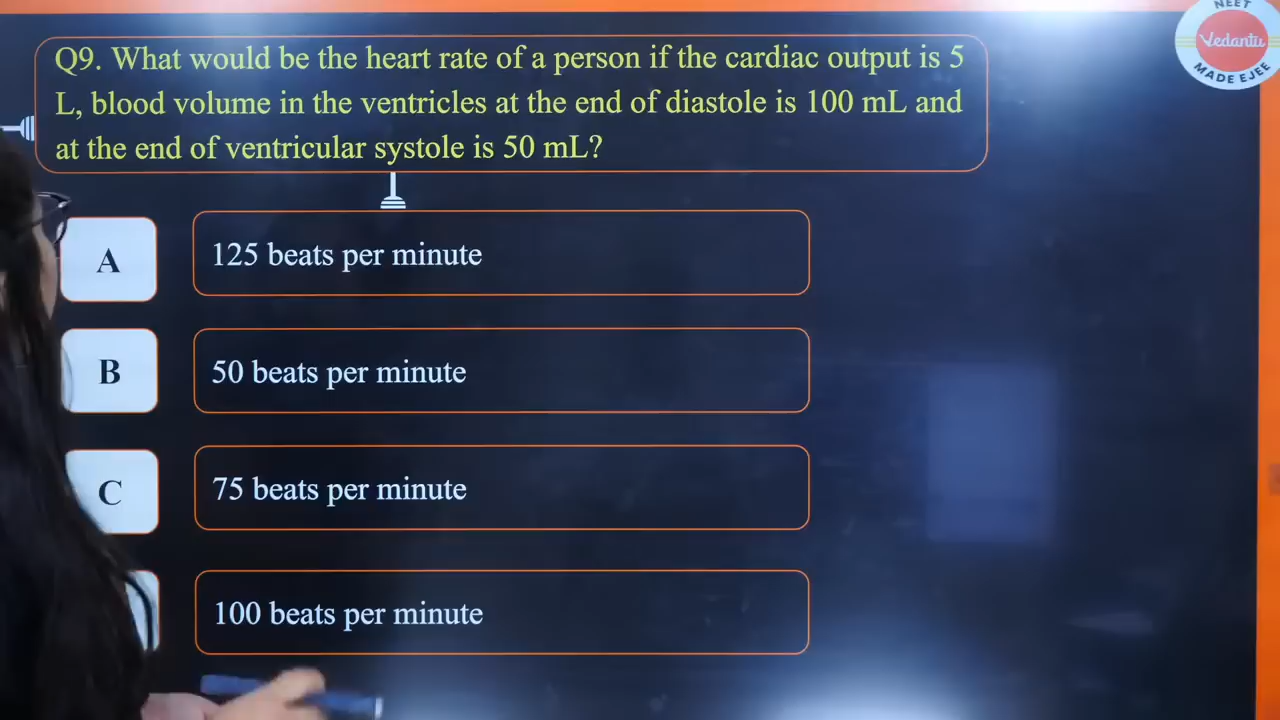 NEET
Vedantu
MADE EJEE
Q9. What would be the heart rate of a person if the cardiac output is 5
L, blood volume in the ventricles at the end of diastole is 100 mL and
at the end of ventricular systole is 50 mL?
A
125 beats per minute
B
50 beats per minute
C
75 beats per minute
100 beats per minute